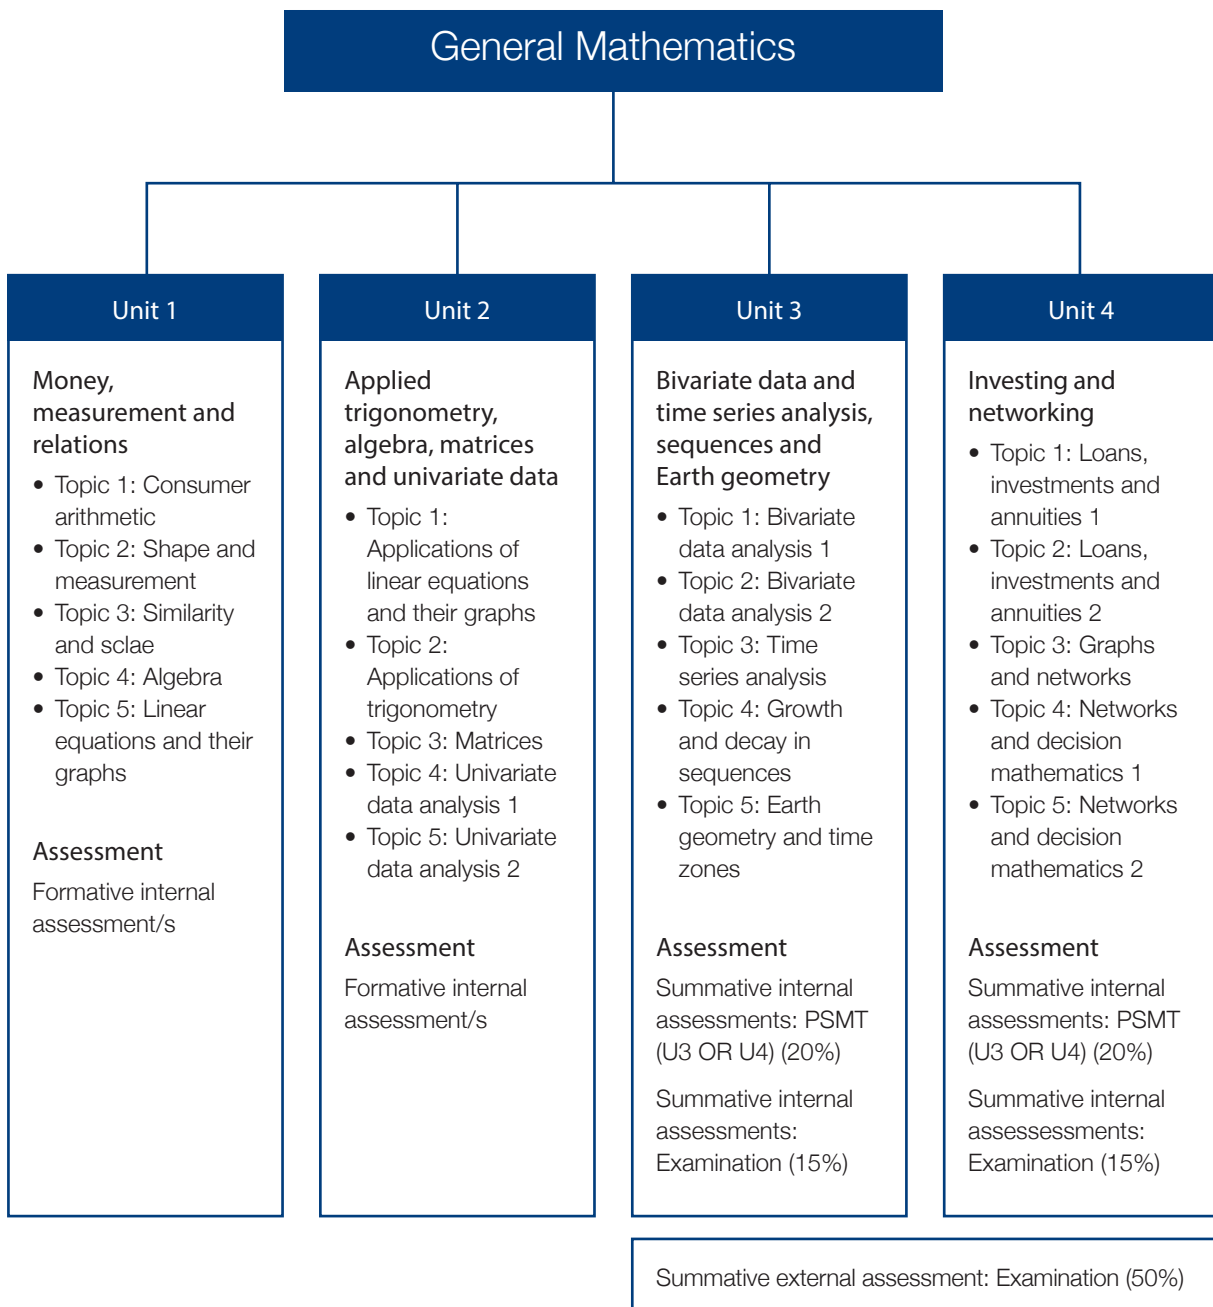 General Mathematics
Unit 1
Money,
measurement and
relations
• Topic 1: Consumer
arithmetic
• Topic 2: Shape and
measurement
• Topic 3: Similarity
and sclae
• Topic 4: Algebra
• Topic 5: Linear
equations and their
graphs
Assessment
Formative internal
assessment/s
Unit 2
Applied
trigonometry,
algebra, matrices
and univariate data
• Topic 1:
Applications of
linear equations
and their graphs
• Topic 2:
Applications of
trigonometry
• Topic 3: Matrices
• Topic 4: Univariate
data analysis 1
• Topic 5: Univariate
data analysis 2
Assessment
Formative internal
assessment/s
Unit 3
Bivariate data and
time series analysis,
sequences and
Earth geometry
• Topic 1: Bivariate
data analysis 1
• Topic 2: Bivariate
data analysis 2
• Topic 3: Time
series analysis
• Topic 4: Growth
and decay in
sequences
• Topic 5: Earth
geometry and time
zones
Assessment
Summative internal
assessments: PSMT
(U3 OR U4) (20%)
Summative internal
assessments:
Examination (15%)
Unit 4
Investing and
networking
• Topic 1: Loans,
investments and
annuities 1
• Topic 2: Loans,
investments and
annuities 2
• Topic 3: Graphs
and networks
• Topic 4: Networks
and decision
mathematics 1
• Topic 5: Networks
and decision
mathematics 2
Assessment
Summative internal
assessments: PSMT
(U3 OR U4) (20%)
Summative internal
assessessments:
Examination (15%)
Summative external assessment: Examination (50%)